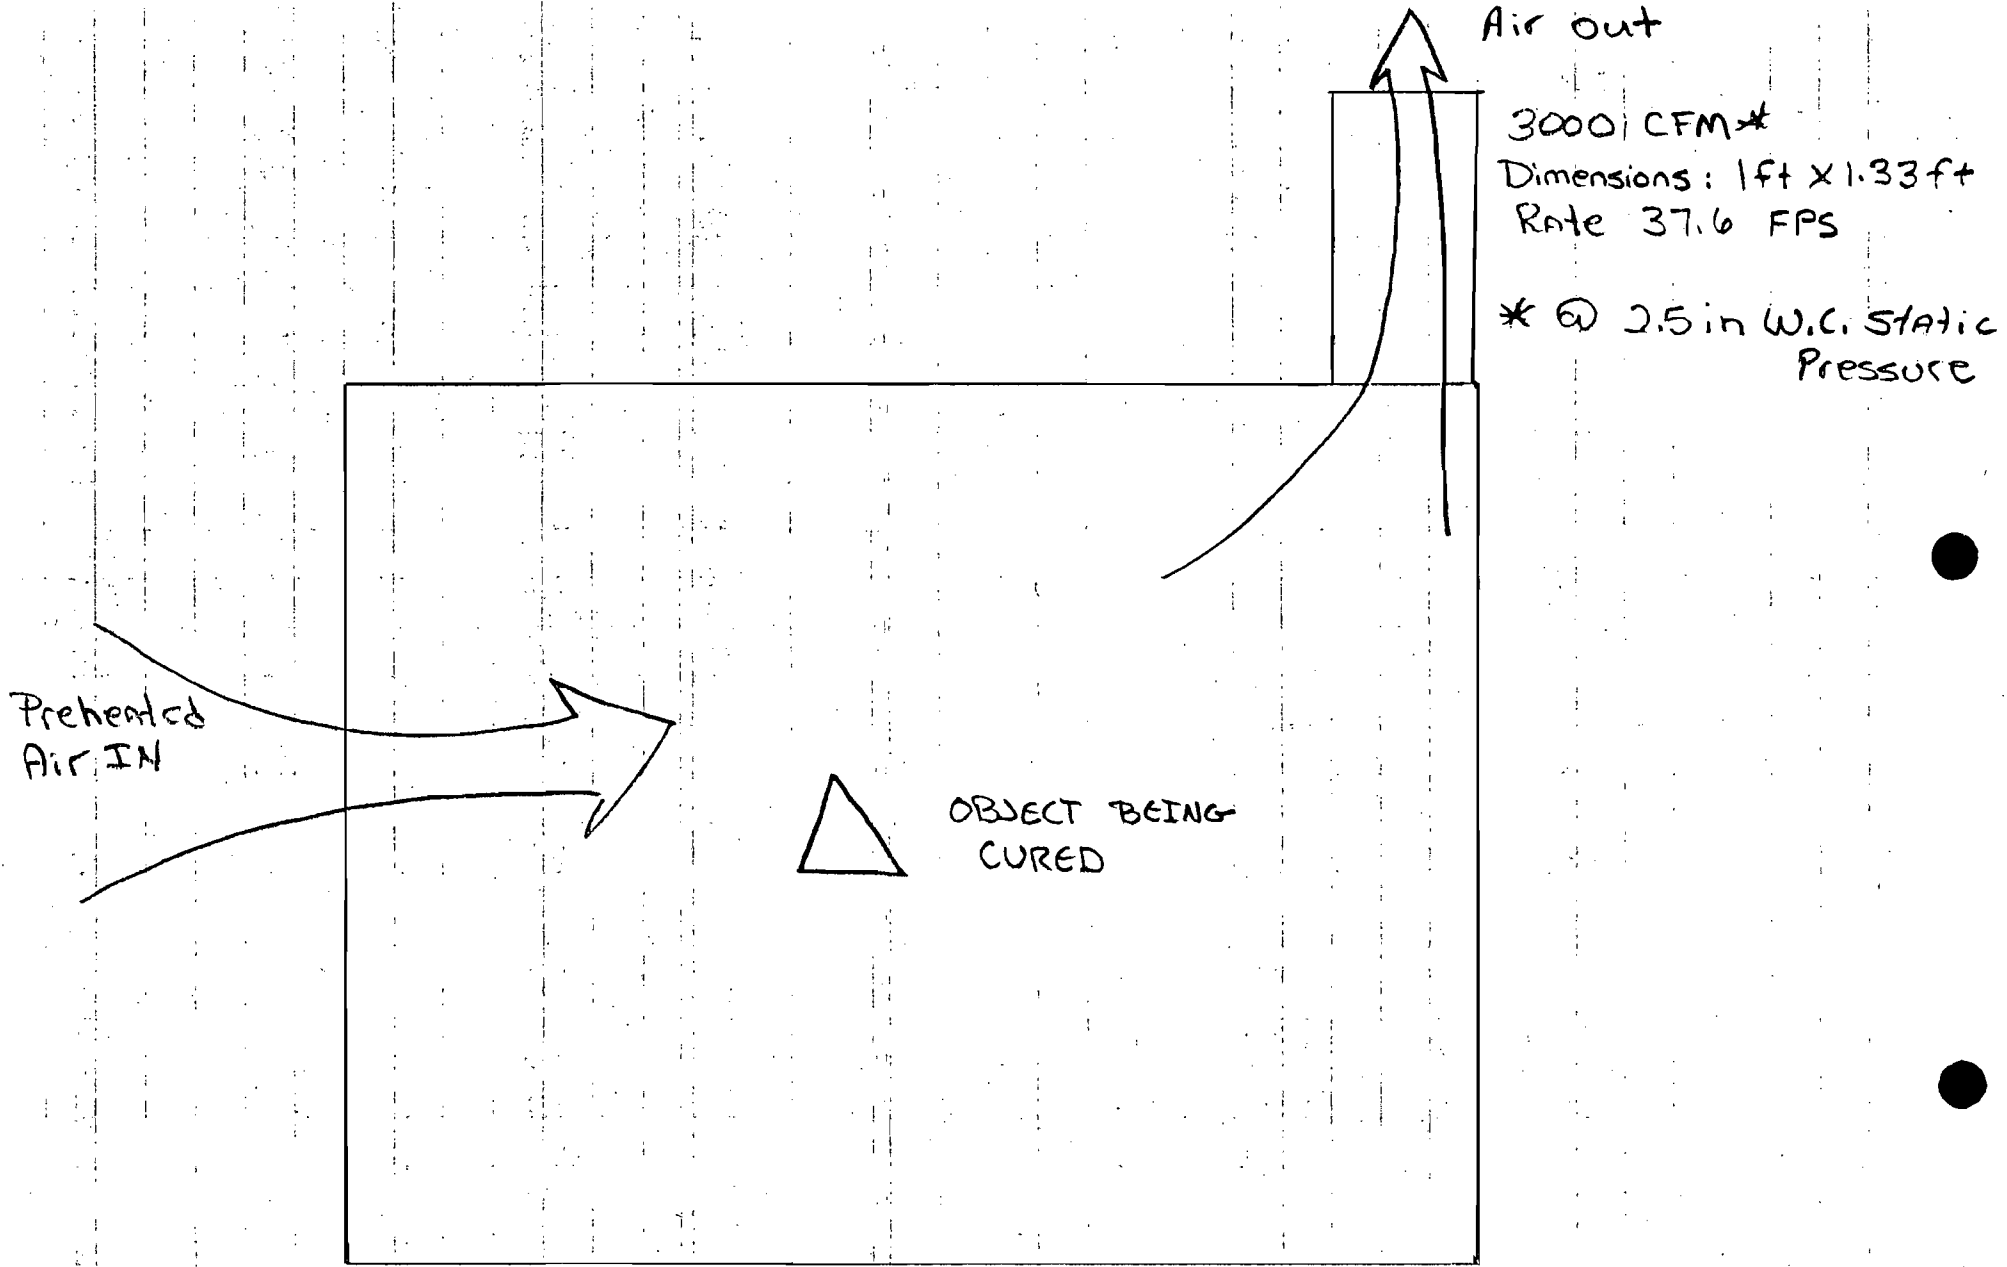 Air out
3000 CFM*
Dimensions: 1ft X 1.33ft
Rate 37.6 FPS
* @ 2.5 in W.C. Static
Pressure
Preheated
Air IN
OBJECT BEING
CURED